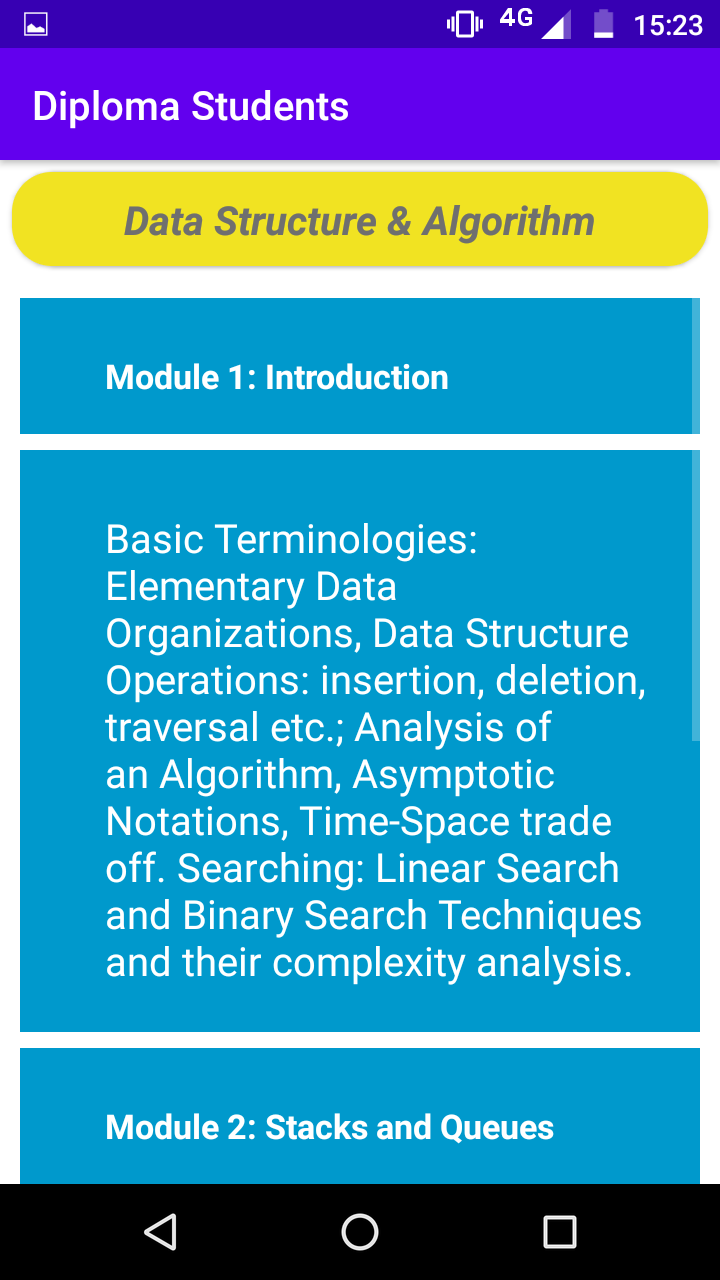 4G 15:23
Diploma Students
Data Structure & Algorithm
Module 1: Introduction
Basic Terminologies:
Elementary Data
Organizations, Data Structure
Operations: insertion, deletion,
traversal etc.; Analysis of
an Algorithm, Asymptotic
Notations, Time-Space trade
off. Searching: Linear Search
and Binary Search Techniques
and their complexity analysis.
Module 2: Stacks and Queues